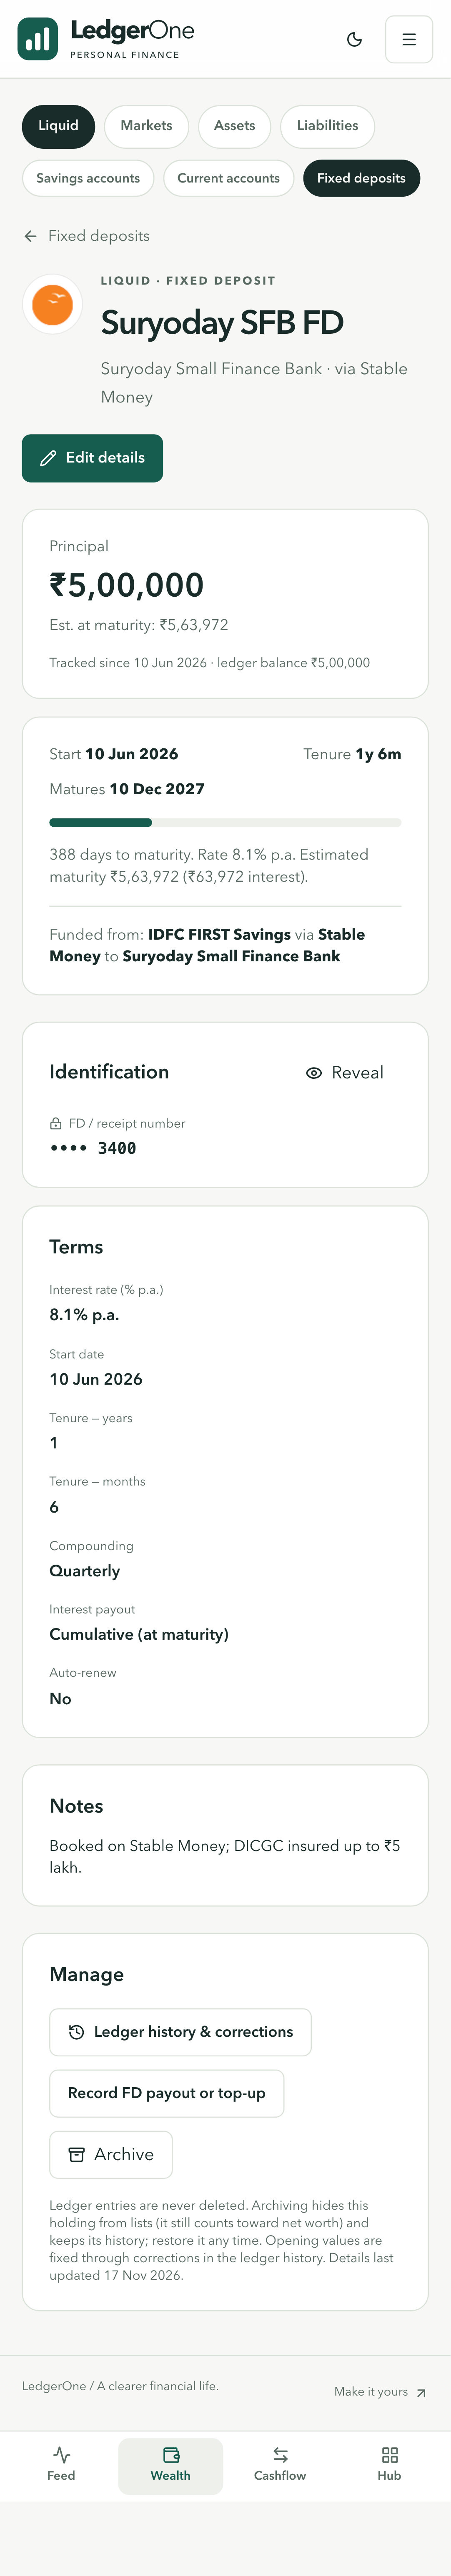 LedgerOne
PERSONAL FINANCE
Liquid Markets Assets Liabilities
Savings accounts Current accounts Fixed deposits
Fixed deposits
LIQUID · FIXED DEPOSIT
Suryoday SFB FD
Suryoday Small Finance Bank · via Stable
Money
Edit details
Principal
₹5,00,000
Est. at maturity: ₹5,63,972
Tracked since 10 Jun 2026 · ledger balance ₹5,00,000
Start 10 Jun 2026 Tenure 1y 6m
Matures 10 Dec 2027
388 days to maturity. Rate 8.1% p.a. Estimated
maturity ₹5,63,972 (₹63,972 interest).
Funded from: IDFC FIRST Savings via Stable
Money to Suryoday Small Finance Bank
Identification Reveal
FD / receipt number
•••• 3400
Terms
Interest rate (% p.a.)
8.1% p.a.
Start date
10 Jun 2026
Tenure – years
1
Tenure – months
6
Compounding
Quarterly
Interest payout
Cumulative (at maturity)
Auto-renew
No
Notes
Booked on Stable Money; DICGC insured up to ₹5
lakh.
Manage
Ledger history & corrections
Record FD payout or top-up
Archive
Ledger entries are never deleted. Archiving hides this
holding from lists (it still counts toward net worth) and
keeps its history; restore it any time. Opening values are
fixed through corrections in the ledger history. Details last
updated 17 Nov 2026.
LedgerOne / A clearer financial life.
Make it yours
Feed Wealth Cashflow Hub